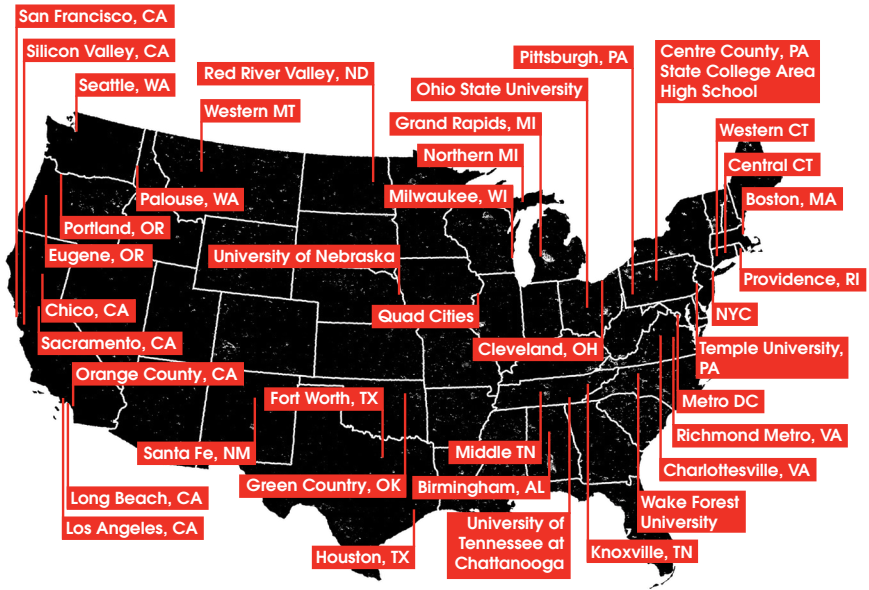 San Francisco, CA
Silicon Valley, CA
Seattle, WA
Red River Valley, ND
Western MT
Pittsburgh, PA
Centre County, PA
State College Area
High School
Ohio State University
Grand Rapids, MI
Northern MI
Milwaukee, WI
Western CT
Central CT
Boston, MA
Palouse, WA
Portland, OR
Eugene, OR
University of Nebraska
Providence, RI
Chico, CA
Quad Cities
NYC
Sacramento, CA
Cleveland, OH
Temple University,
PA
Orange County, CA
Fort Worth, TX
Metro DC
Santa Fe, NM
Middle TN
Richmond Metro, VA
Green Country, OK
Birmingham, AL
Charlottesville, VA
Long Beach, CA
Los Angeles, CA
Wake Forest
University
University of
Tennessee at
Chattanooga
Houston, TX
Knoxville, TN